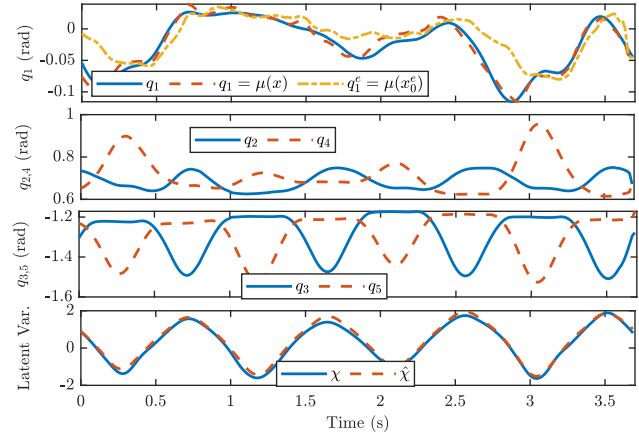 q₁ (rad)
0
-0.05
-0.1
q₁ q₁ = μ(x) q₁ᵉ = μ(x₀ᵉ)
q₂,₄ (rad)
1
0.8
0.6
q₂ q₄
q₃,₅ (rad)
-1.2
-1.4
-1.6
q₃ q₅
Latent Var.
2
0
-2
χ χ̂
0 0.5 1 1.5 2 2.5 3 3.5
Time (s)